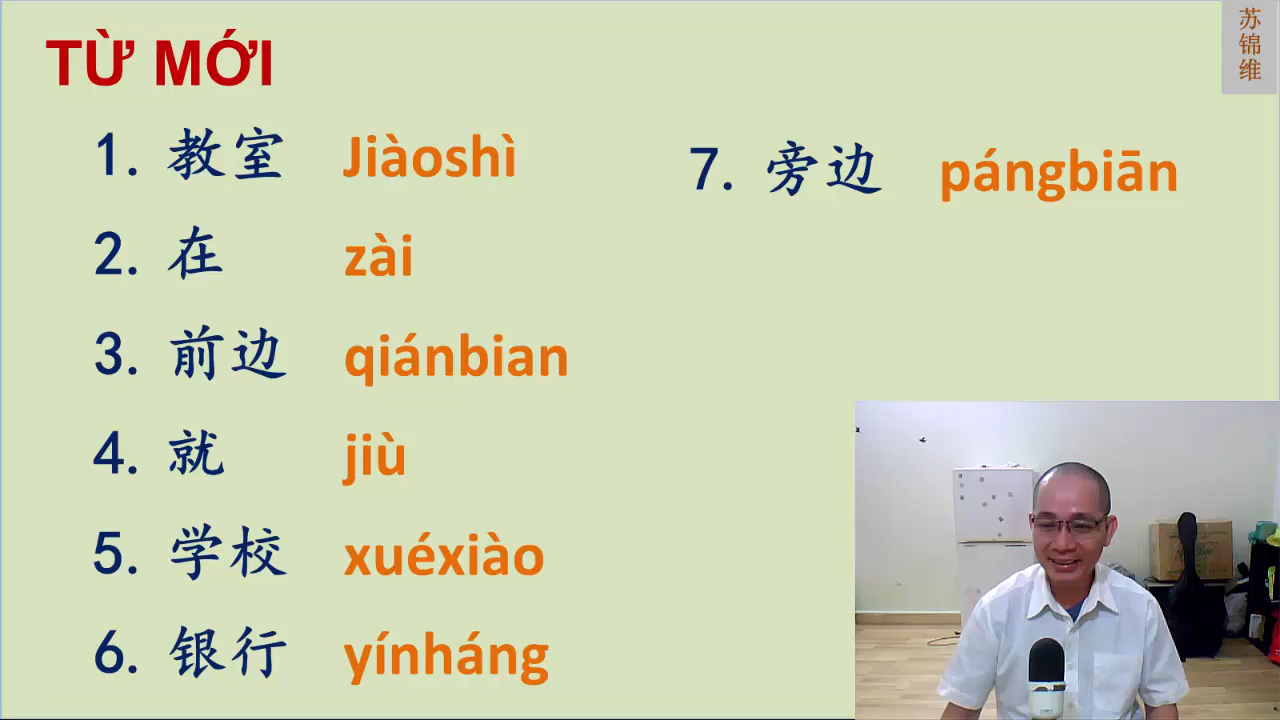 TỪ MỚI
1. 教室 Jiàoshì
2. 在 zài
3. 前边 qiánbian
4. 就 jiù
5. 学校 xuéxiào
6. 银行 yínháng
7. 旁边 pángbiān
苏锦维